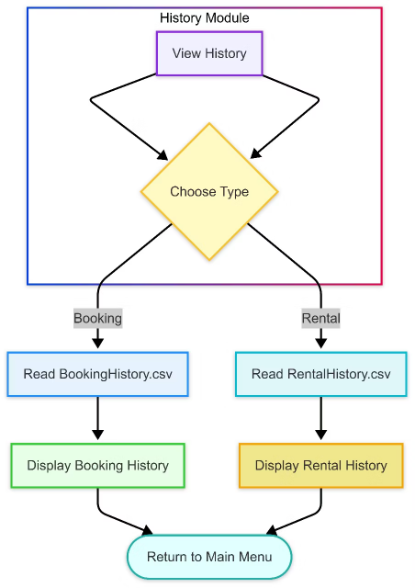 History Module
View History
Choose Type
Booking
Rental
Read BookingHistory.csv
Read RentalHistory.csv
Display Booking History
Display Rental History
Return to Main Menu